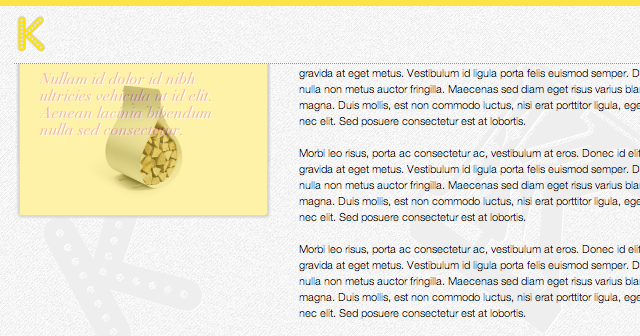 K
Nullam id dolor id nibh
ultricies vehicula ut id elit.
Aenean lacinia bibendum
nulla sed consectetur.
gravida at eget metus. Vestibulum id ligula porta felis euismod semper. D
nulla non metus auctor fringilla. Maecenas sed diam eget risus varius bla
magna. Duis mollis, est non commodo luctus, nisi erat porttitor ligula, ege
nec elit. Sed posuere consectetur est at lobortis.
Morbi leo risus, porta ac consectetur ac, vestibulum at eros. Donec id elit
gravida at eget metus. Vestibulum id ligula porta felis euismod semper. D
nulla non metus auctor fringilla. Maecenas sed diam eget risus varius bla
magna. Duis mollis, est non commodo luctus, nisi erat porttitor ligula, ege
nec elit. Sed posuere consectetur est at lobortis.
Morbi leo risus, porta ac consectetur ac, vestibulum at eros. Donec id elit
gravida at eget metus. Vestibulum id ligula porta felis euismod semper. D
nulla non metus auctor fringilla. Maecenas sed diam eget risus varius bla
magna. Duis mollis, est non commodo luctus, nisi erat porttitor ligula, ege
nec elit. Sed posuere consectetur est at lobortis.